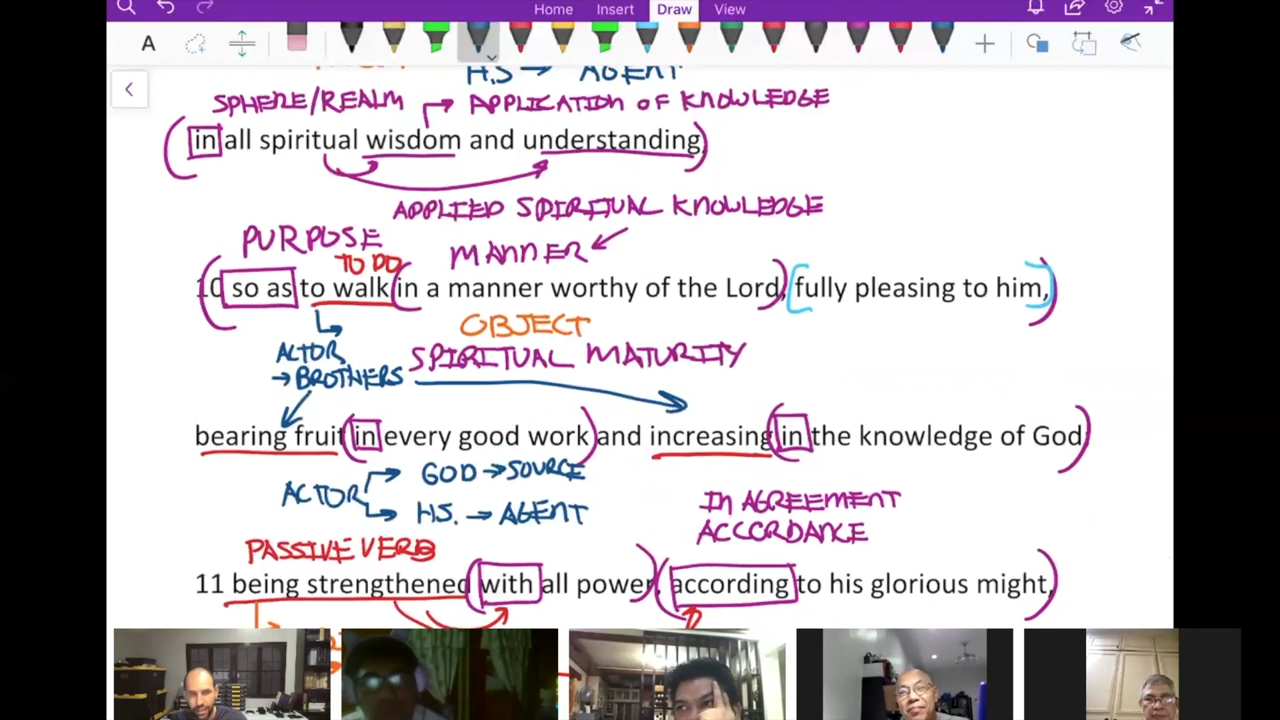 Home Insert Draw View
A
H.S → AGENT
SPHERE/REALM → APPLICATION OF KNOWLEDGE
(in all spiritual wisdom and understanding)
APPLIED SPIRITUAL KNOWLEDGE
PURPOSE MANNER
TO DO
(10 so as to walk (in a manner worthy of the Lord), [fully pleasing to him,])
OBJECT
ACTOR SPIRITUAL MATURITY
→ BROTHERS
bearing fruit (in every good work) and increasing (in the knowledge of God)
ACTOR GOD → SOURCE
H.S. → AGENT
IN AGREEMENT
ACCORDANCE
PASSIVE VERB
11 being strengthened (with all power), (according to his glorious might,)